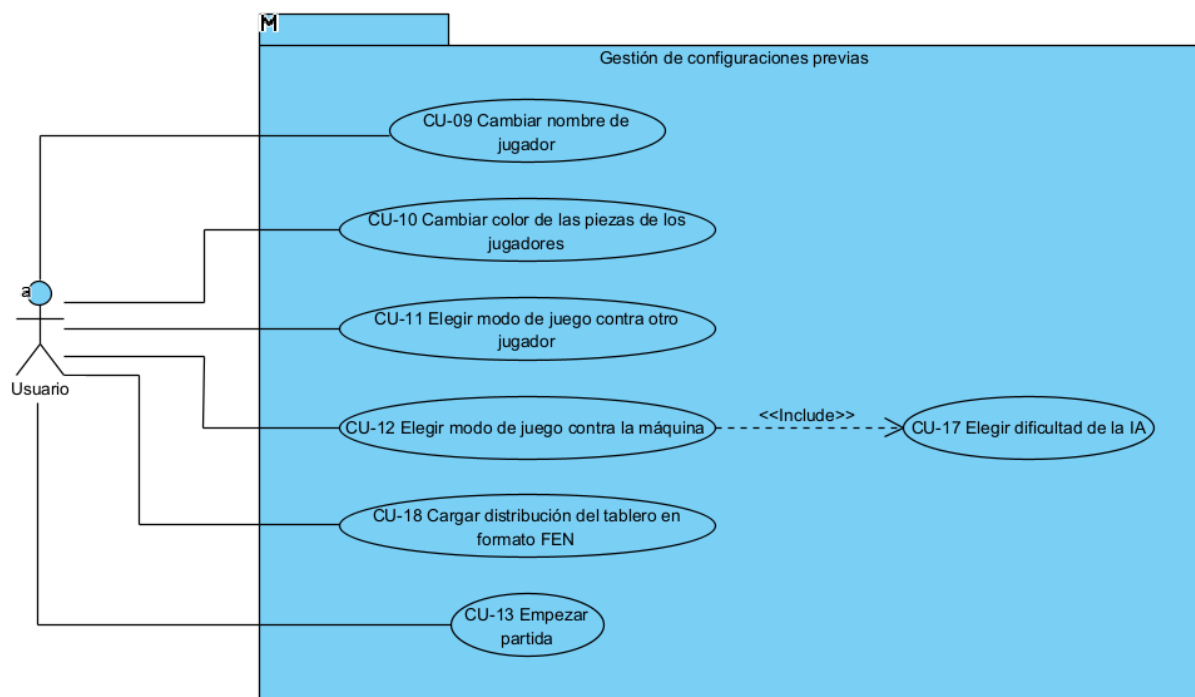 M
Gestión de configuraciones previas
CU-09 Cambiar nombre de
jugador
CU-10 Cambiar color de las piezas de los
jugadores
a
Usuario
CU-11 Elegir modo de juego contra otro
jugador
CU-12 Elegir modo de juego contra la máquina
<<Include>>
CU-17 Elegir dificultad de la IA
CU-18 Cargar distribución del tablero en
formato FEN
CU-13 Empezar
partida